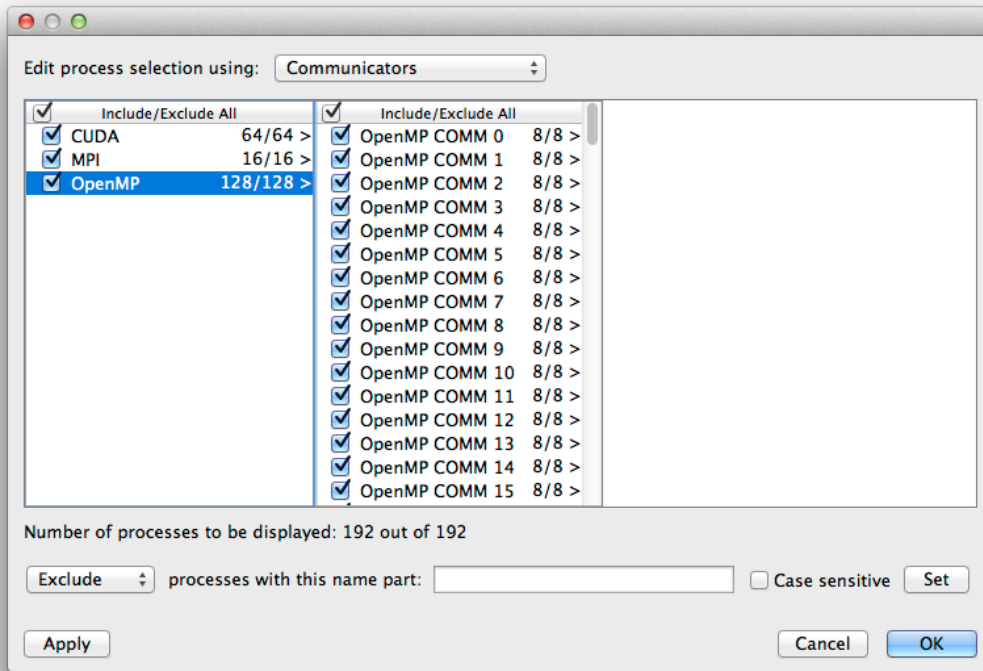 Edit process selection using: Communicators
Include/Exclude All
CUDA 64/64 >
MPI 16/16 >
OpenMP 128/128 >
Include/Exclude All
OpenMP COMM 0 8/8 >
OpenMP COMM 1 8/8 >
OpenMP COMM 2 8/8 >
OpenMP COMM 3 8/8 >
OpenMP COMM 4 8/8 >
OpenMP COMM 5 8/8 >
OpenMP COMM 6 8/8 >
OpenMP COMM 7 8/8 >
OpenMP COMM 8 8/8 >
OpenMP COMM 9 8/8 >
OpenMP COMM 10 8/8 >
OpenMP COMM 11 8/8 >
OpenMP COMM 12 8/8 >
OpenMP COMM 13 8/8 >
OpenMP COMM 14 8/8 >
OpenMP COMM 15 8/8 >
Number of processes to be displayed: 192 out of 192
Exclude processes with this name part: Case sensitive Set
Apply Cancel OK